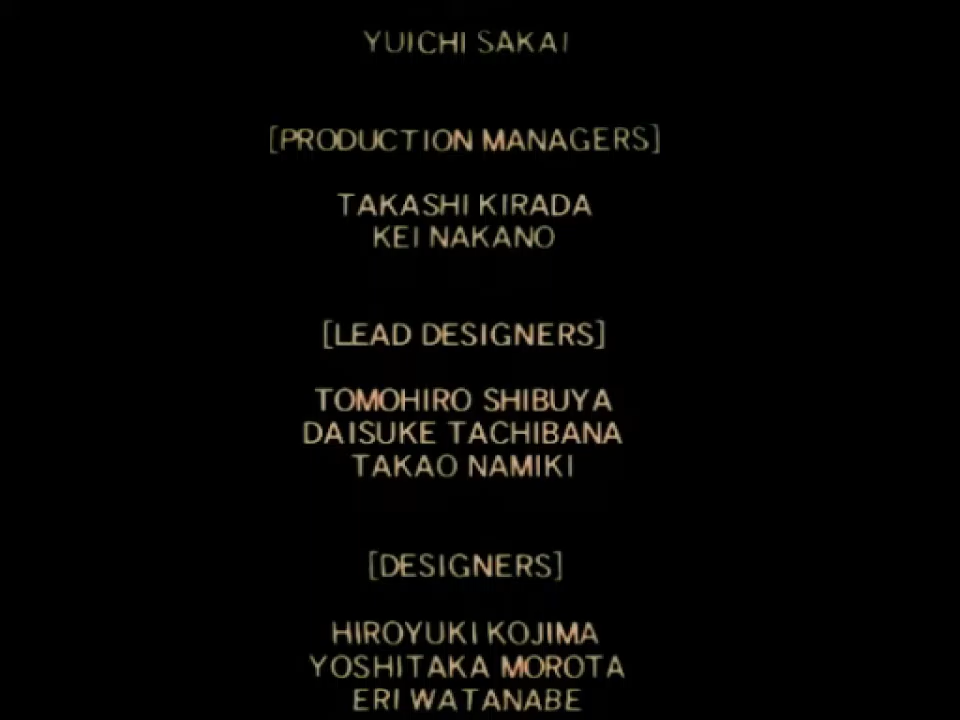 YUICHI SAKAI
[PRODUCTION MANAGERS]
TAKASHI KIRADA
KEI NAKANO
[LEAD DESIGNERS]
TOMOHIRO SHIBUYA
DAISUKE TACHIBANA
TAKAO NAMIKI
[DESIGNERS]
HIROYUKI KOJIMA
YOSHITAKA MOROTA
ERI WATANABE